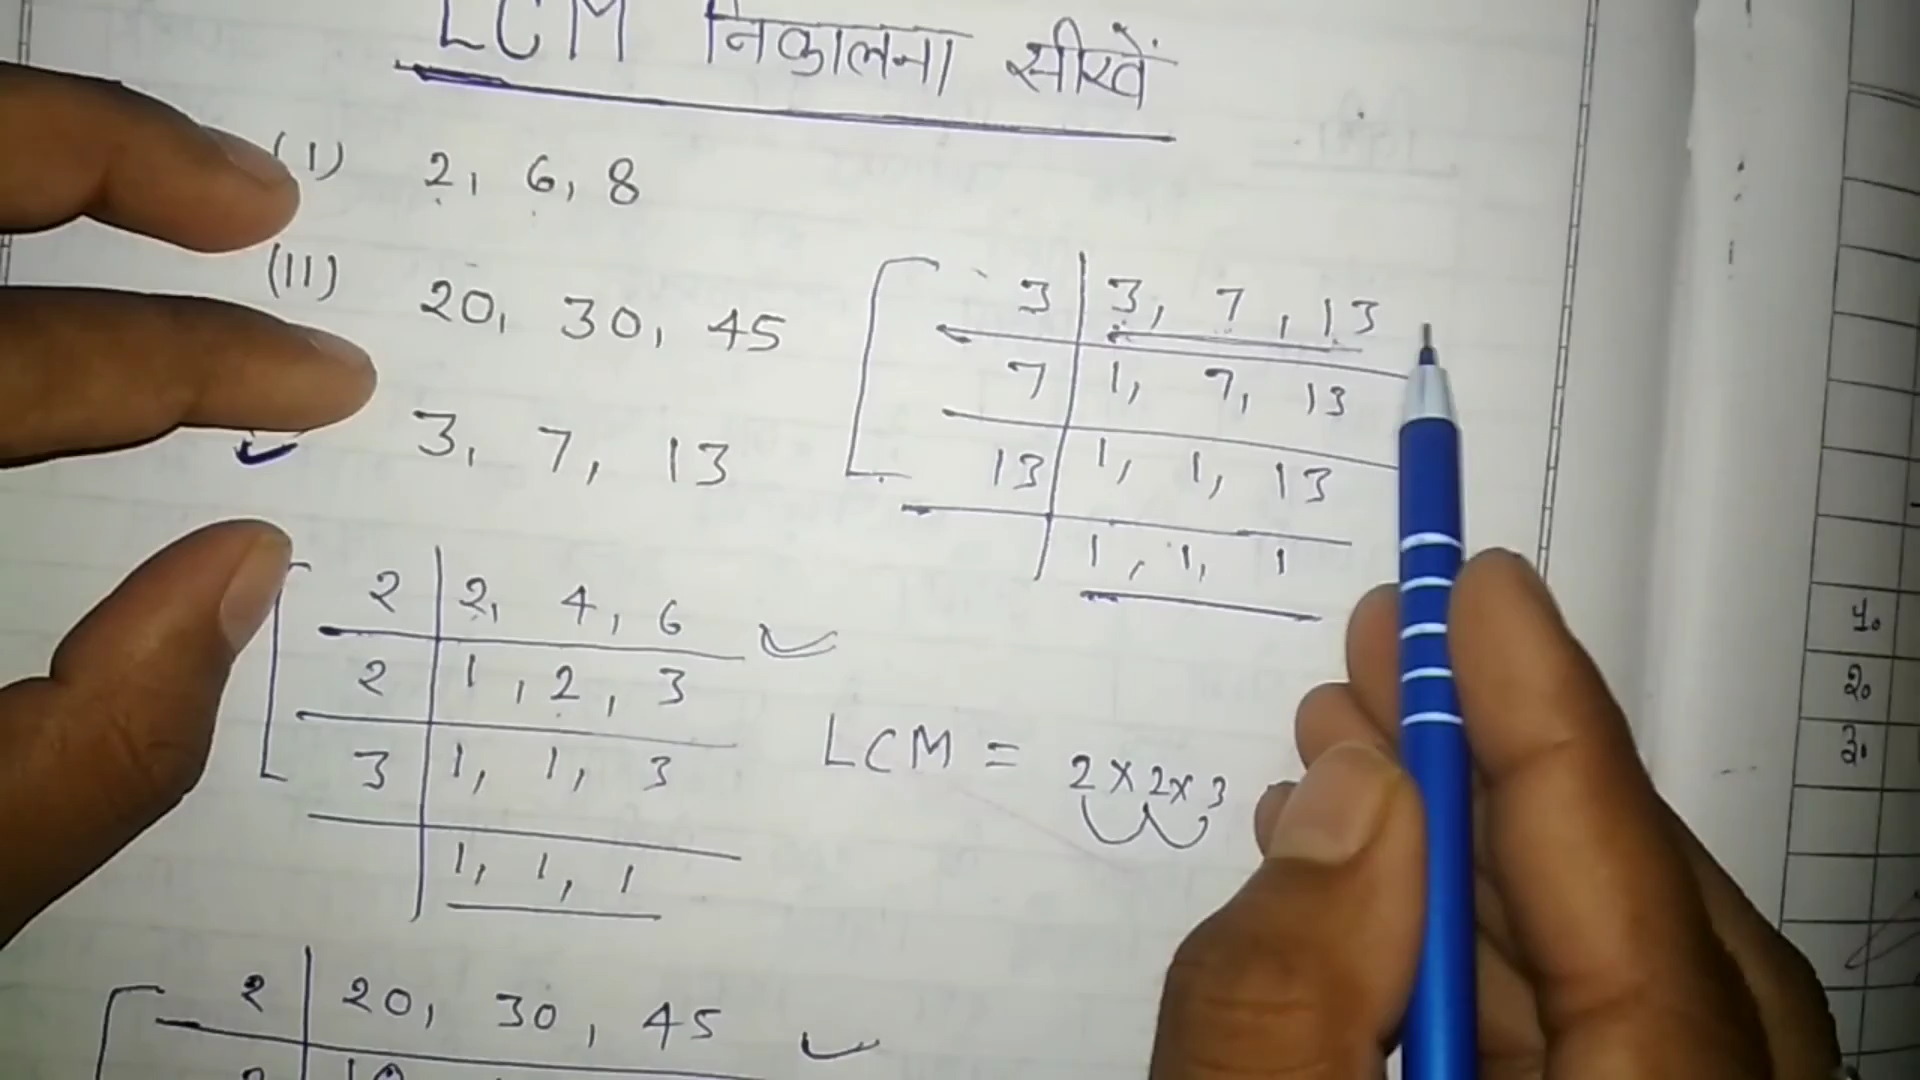 LCM निकालना सीखें
(I) 2, 6, 8
(II) 20, 30, 45
3, 7, 13
3 | 3, 7, 13
7 | 1, 7, 13
13 | 1, 1, 13
1, 1, 1
2 | 2, 4, 6
2 | 1, 2, 3
3 | 1, 1, 3
1, 1, 1
LCM = 2×2×3
2 | 20, 30, 45